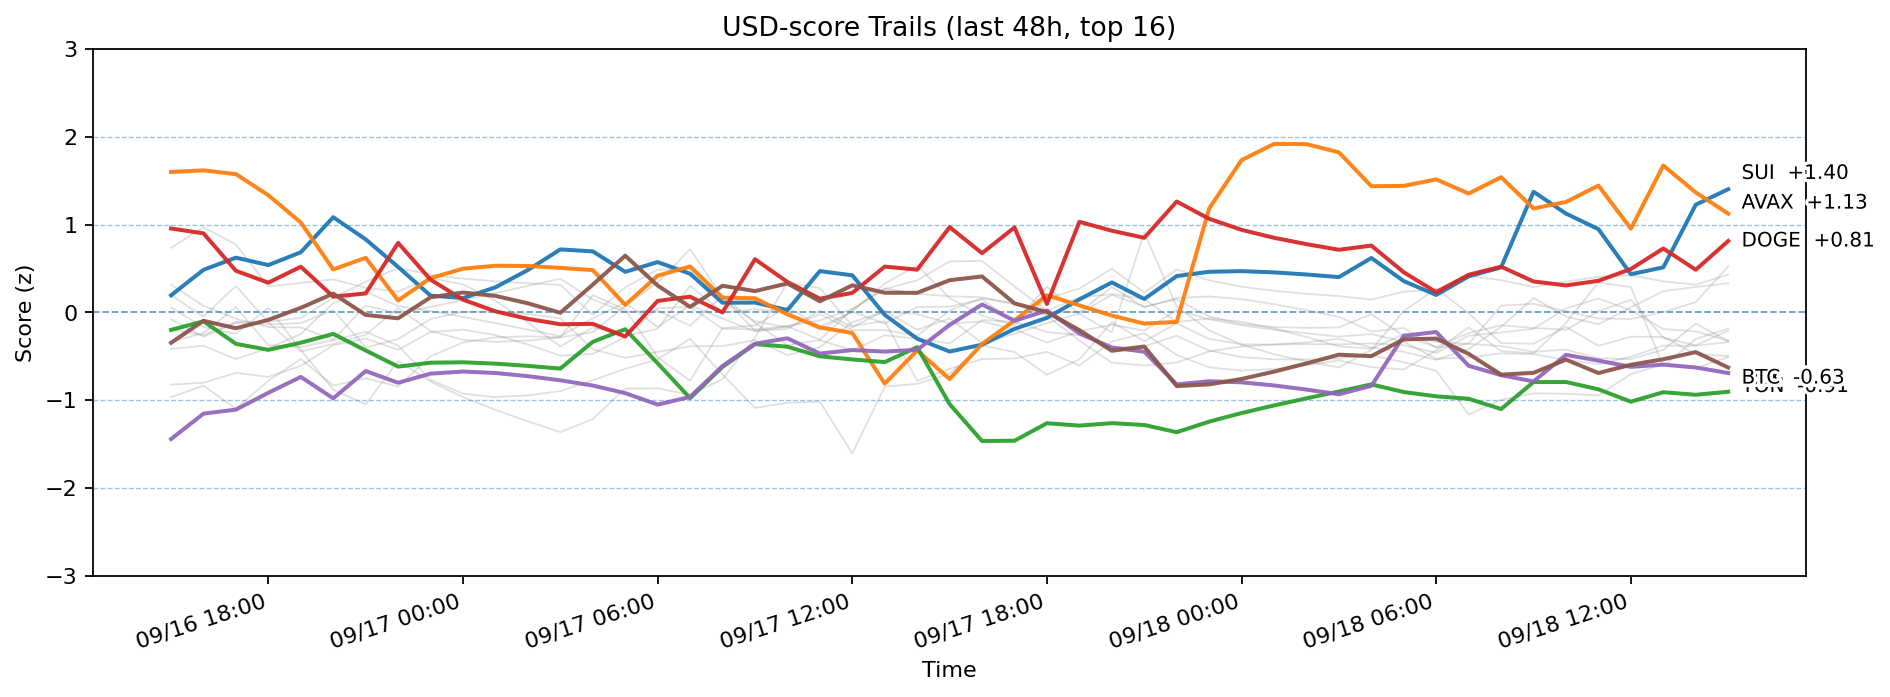 USD-score Trails (last 48h, top 16)
3
2
1
0
−1
−2
−3
Score (z)
SUI +1.40
AVAX +1.13
DOGE +0.81
BTC -0.63
-0.91
09/16 18:00
09/17 00:00
09/17 06:00
09/17 12:00
09/17 18:00
09/18 00:00
09/18 06:00
09/18 12:00
Time